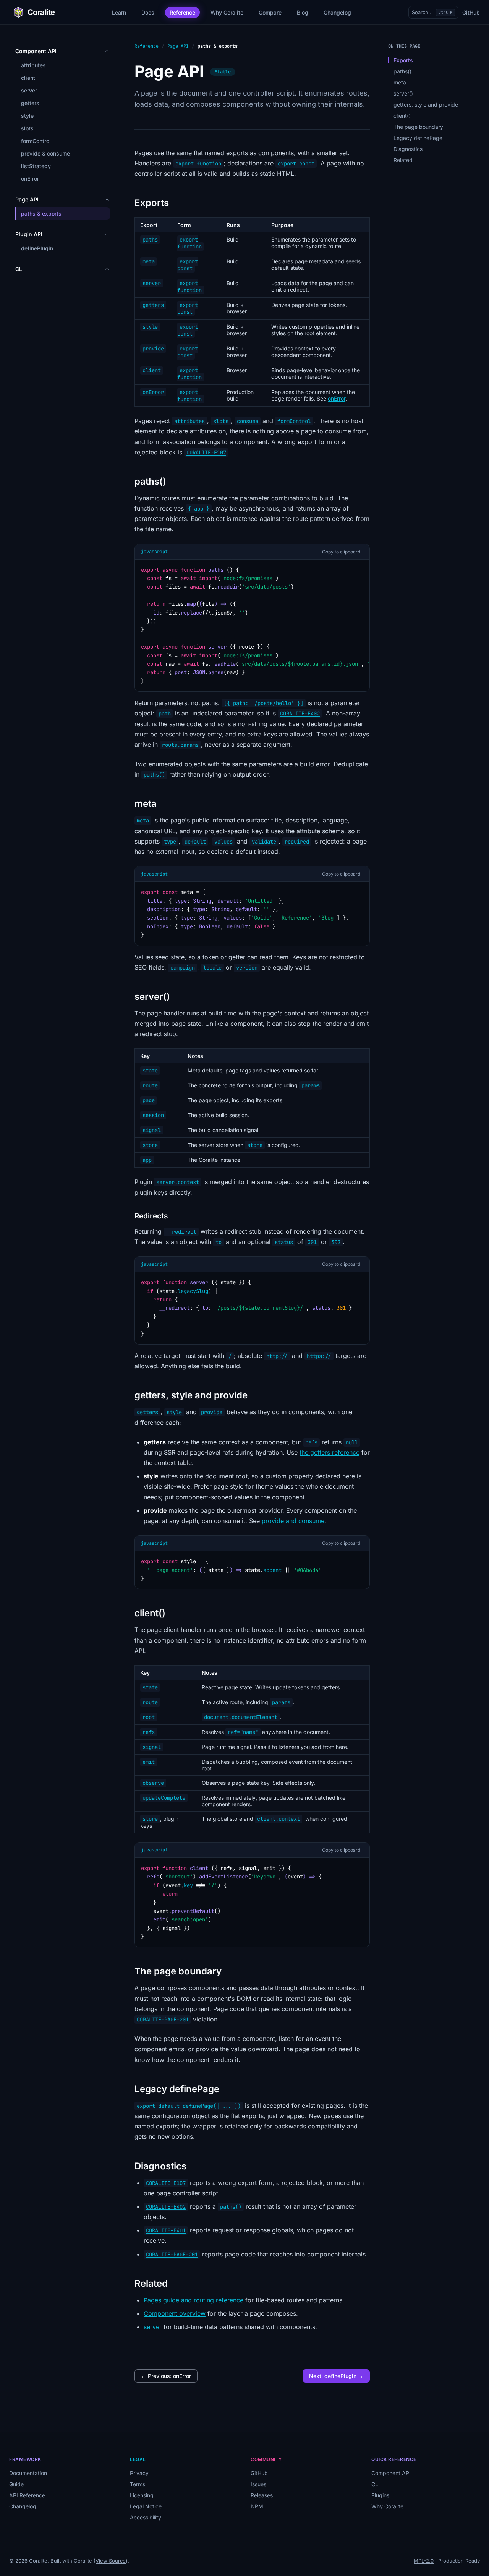 Coralite
Learn Docs Reference Why Coralite Compare Blog Changelog
Search... Ctrl K GitHub
Component API
attributes
client
server
getters
style
slots
formControl
provide & consume
listStrategy
onError
Page API
paths & exports
Plugin API
definePlugin
CLI
Reference / Page API / paths & exports
Page API Stable
A page is the document and one controller script. It enumerates routes,
loads data, and composes components without owning their internals.
Pages use the same flat named exports as components, with a smaller set.
Handlers are export function; declarations are export const. A page with no
controller script at all is valid and builds as static HTML.
Exports
Export Form Runs Purpose
paths export function Build Enumerates the parameter sets to compile for a dynamic route.
meta export const Build Declares page metadata and seeds default state.
server export function Build Loads data for the page and can emit a redirect.
getters export const Build + browser Derives page state for tokens.
style export const Build + browser Writes custom properties and inline styles on the root element.
provide export const Build + browser Provides context to every descendant component.
client export function Browser Binds page-level behavior once the document is interactive.
onError export function Production build Replaces the document when the page render fails. See onError.
Pages reject attributes, slots, consume and formControl. There is no host
element to declare attributes on, there is nothing above a page to consume from,
and form association belongs to a component. A wrong export form or a
rejected block is CORALITE-E107.
paths()
Dynamic routes must enumerate the parameter combinations to build. The
function receives { app }, may be asynchronous, and returns an array of
parameter objects. Each object is matched against the route pattern derived from
the file name.
javascript Copy to clipboard
export async function paths () {
const fs = await import('node:fs/promises')
const files = await fs.readdir('src/data/posts')
return files.map((file) => ({
id: file.replace(/\.json$/, '')
}))
}
export async function server ({ route }) {
const fs = await import('node:fs/promises')
const raw = await fs.readFile(`src/data/posts/${route.params.id}.json`, '
return { post: JSON.parse(raw) }
}
Return parameters, not paths. [{ path: '/posts/hello' }] is not a parameter
object: path is an undeclared parameter, so it is CORALITE-E402. A non-array
result is the same code, and so is a non-string value. Every declared parameter
must be present in every entry, and no extra keys are allowed. The values always
arrive in route.params, never as a separate argument.
Two enumerated objects with the same parameters are a build error. Deduplicate
in paths() rather than relying on output order.
meta
meta is the page's public information surface: title, description, language,
canonical URL, and any project-specific key. It uses the attribute schema, so it
supports type, default, values and validate. required is rejected: a page
has no external input, so declare a default instead.
javascript Copy to clipboard
export const meta = {
title: { type: String, default: 'Untitled' },
description: { type: String, default: '' },
section: { type: String, values: ['Guide', 'Reference', 'Blog'] },
noIndex: { type: Boolean, default: false }
}
Values seed state, so a token or getter can read them. Keys are not restricted to
SEO fields: campaign, locale or version are equally valid.
server()
The page handler runs at build time with the page's context and returns an object
merged into page state. Unlike a component, it can also stop the render and emit
a redirect stub.
Key Notes
state Meta defaults, page tags and values returned so far.
route The concrete route for this output, including params.
page The page object, including its exports.
session The active build session.
signal The build cancellation signal.
store The server store when store is configured.
app The Coralite instance.
Plugin server.context is merged into the same object, so a handler destructures
plugin keys directly.
Redirects
Returning __redirect writes a redirect stub instead of rendering the document.
The value is an object with to and an optional status of 301 or 302.
javascript Copy to clipboard
export function server ({ state }) {
if (state.legacySlug) {
return {
__redirect: { to: `/posts/${state.currentSlug}/`, status: 301 }
}
}
}
A relative target must start with /; absolute http:// and https:// targets are
allowed. Anything else fails the build.
getters, style and provide
getters, style and provide behave as they do in components, with one
difference each:
• getters receive the same context as a component, but refs returns null
during SSR and page-level refs during hydration. Use the getters reference for
the context table.
• style writes onto the document root, so a custom property declared here is
visible site-wide. Prefer page style for theme values the whole document
needs; put component-scoped values in the component.
• provide makes the page the outermost provider. Every component on the
page, at any depth, can consume it. See provide and consume.
javascript Copy to clipboard
export const style = {
'--page-accent': ({ state }) => state.accent || '#06b6d4'
}
client()
The page client handler runs once in the browser. It receives a narrower context
than a component: there is no instance identifier, no attribute errors and no form
API.
Key Notes
state Reactive page state. Writes update tokens and getters.
route The active route, including params.
root document.documentElement.
refs Resolves ref="name" anywhere in the document.
signal Page runtime signal. Pass it to listeners you add from here.
emit Dispatches a bubbling, composed event from the document root.
observe Observes a page state key. Side effects only.
updateComplete Resolves immediately; page updates are not batched like component renders.
store, plugin keys The global store and client.context, when configured.
javascript Copy to clipboard
export function client ({ refs, signal, emit }) {
refs('shortcut').addEventListener('keydown', (event) => {
if (event.key !== '/') {
return
}
event.preventDefault()
emit('search:open')
}, { signal })
}
The page boundary
A page composes components and passes data through attributes or context. It
must not reach into a component's DOM or read its internal state: that logic
belongs in the component. Page code that queries component internals is a
CORALITE-PAGE-201 violation.
When the page needs a value from a component, listen for an event the
component emits, or provide the value downward. The page does not need to
know how the component renders it.
Legacy definePage
export default definePage({ ... }) is still accepted for existing pages. It is the
same configuration object as the flat exports, just wrapped. New pages use the
named exports; the wrapper is retained only for backwards compatibility and
gets no new options.
Diagnostics
• CORALITE-E107 reports a wrong export form, a rejected block, or more than
one page controller script.
• CORALITE-E402 reports a paths() result that is not an array of parameter
objects.
• CORALITE-E401 reports request or response globals, which pages do not
receive.
• CORALITE-PAGE-201 reports page code that reaches into component internals.
Related
• Pages guide and routing reference for file-based routes and patterns.
• Component overview for the layer a page composes.
• server for build-time data patterns shared with components.
← Previous: onError Next: definePlugin →
ON THIS PAGE
Exports
paths()
meta
server()
getters, style and provide
client()
The page boundary
Legacy definePage
Diagnostics
Related
FRAMEWORK
Documentation
Guide
API Reference
Changelog
LEGAL
Privacy
Terms
Licensing
Legal Notice
Accessibility
COMMUNITY
GitHub
Issues
Releases
NPM
QUICK REFERENCE
Component API
CLI
Plugins
Why Coralite
© 2026 Coralite. Built with Coralite (View Source).
MPL-2.0 · Production Ready